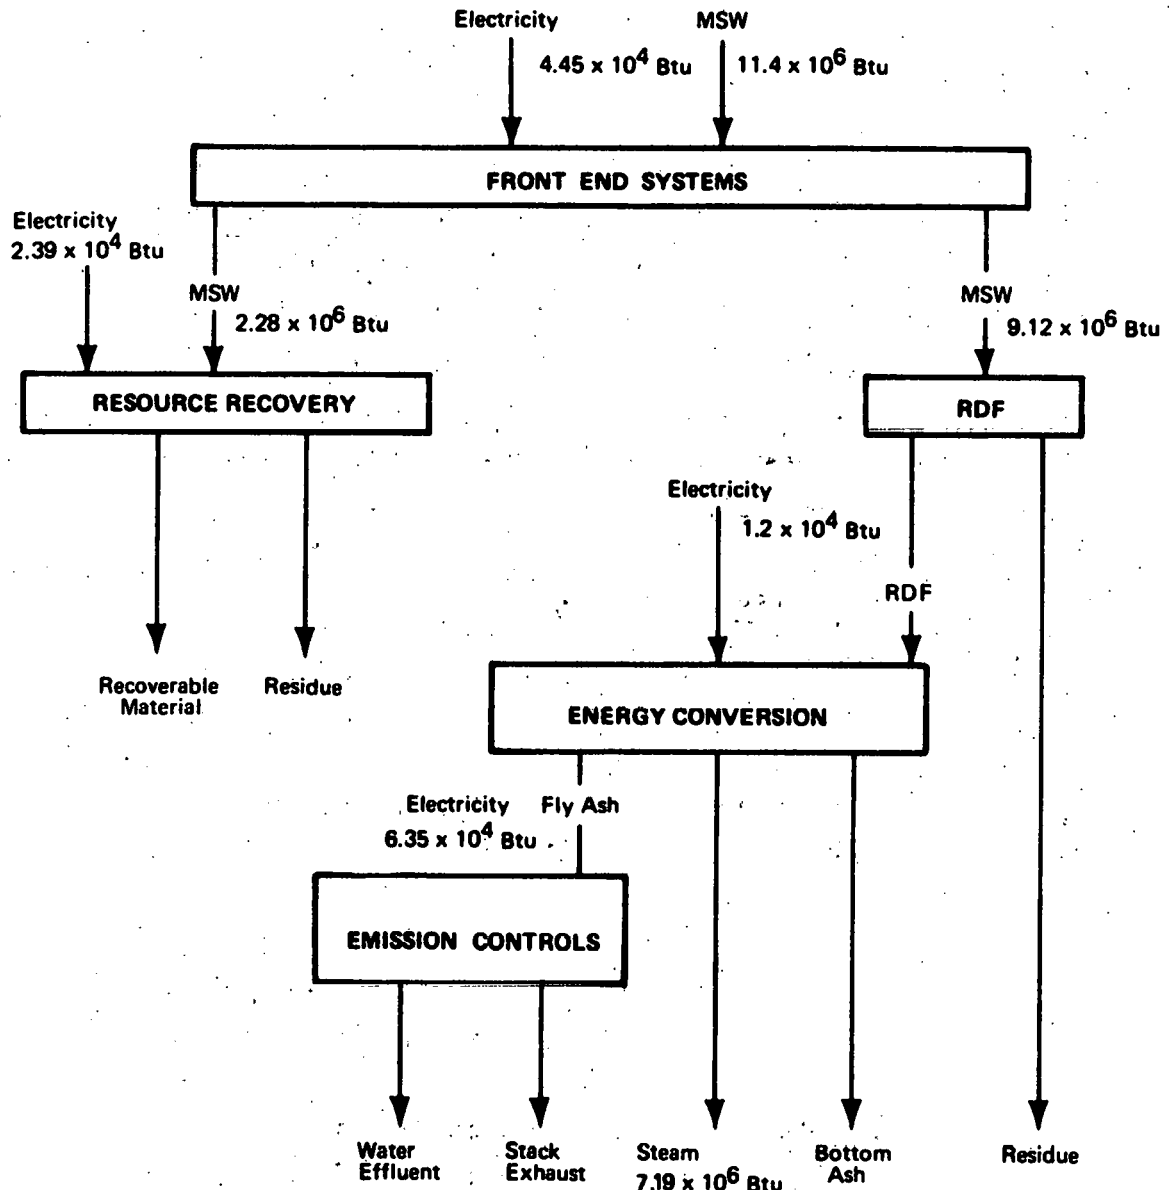 Electricity
MSW
4.45 x 10^4 Btu
11.4 x 10^6 Btu
FRONT END SYSTEMS
Electricity
2.39 x 10^4 Btu
MSW
2.28 x 10^6 Btu
MSW
9.12 x 10^6 Btu
RESOURCE RECOVERY
RDF
Electricity
1.2 x 10^4 Btu
RDF
Recoverable
Material
Residue
ENERGY CONVERSION
Electricity
6.35 x 10^4 Btu
Fly Ash
EMISSION CONTROLS
Water
Effluent
Stack
Exhaust
Steam
7.19 x 10^6 Btu
Bottom
Ash
Residue